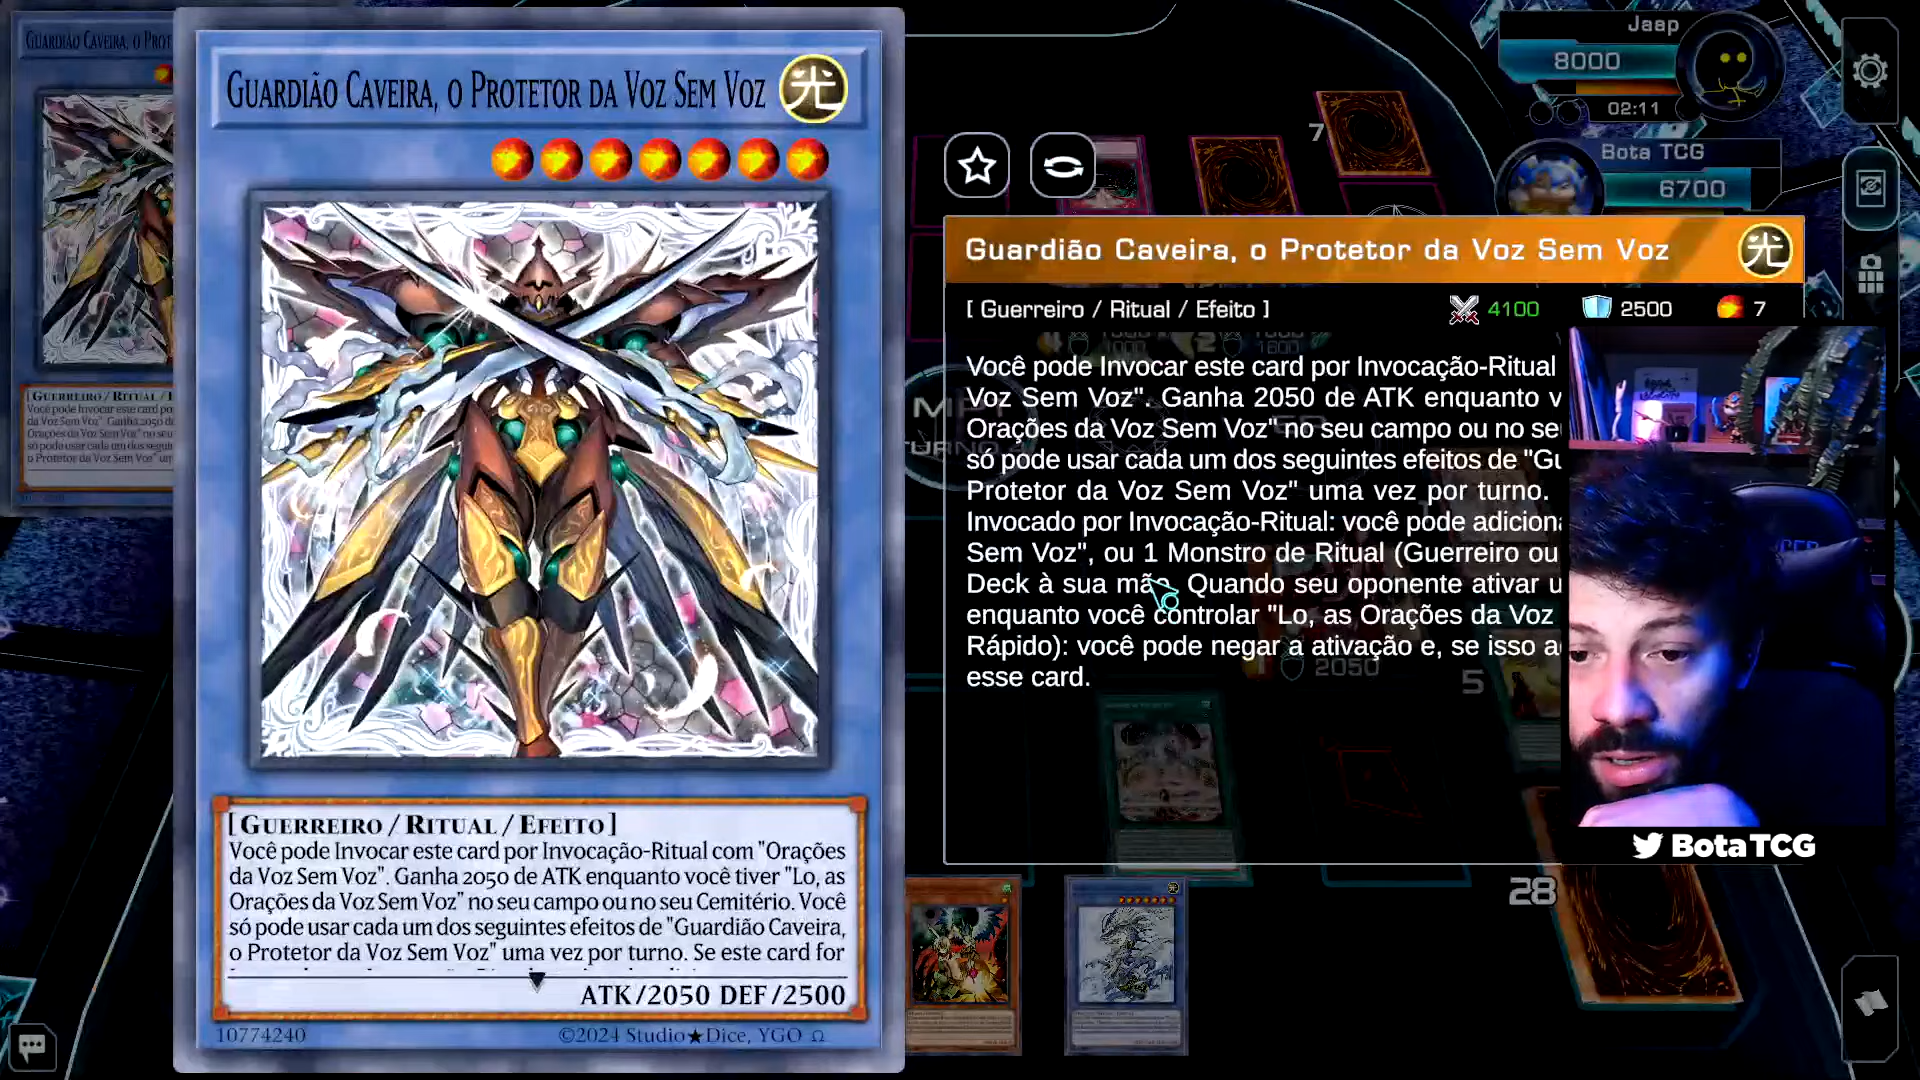 GUARDIÃO CAVEIRA, O PROTETOR DA VOZ SEM VOZ
光
[GUERREIRO/RITUAL/EFEITO]
Você pode Invocar este card por Invocação-Ritual com "Orações
da Voz Sem Voz". Ganha 2050 de ATK enquanto você tiver "Lo, as
Orações da Voz Sem Voz" no seu campo ou no seu Cemitério. Você
só pode usar cada um dos seguintes efeitos de "Guardião Caveira,
o Protetor da Voz Sem Voz" uma vez por turno. Se este card for
ATK/2050 DEF/2500
10774240
©2024 Studio★Dice, YGO Ω
Jaap
8000
02:11
Bota TCG
6700
7
Guardião Caveira, o Protetor da Voz Sem Voz
光
[ Guerreiro / Ritual / Efeito ]
4100
2500
7
Você pode Invocar este card por Invocação-Ritual
Voz Sem Voz". Ganha 2050 de ATK enquanto v
Orações da Voz Sem Voz" no seu campo ou no se
só pode usar cada um dos seguintes efeitos de "Gu
Protetor da Voz Sem Voz" uma vez por turno.
Invocado por Invocação-Ritual: você pode adiciona
Sem Voz", ou 1 Monstro de Ritual (Guerreiro ou
Deck à sua mão. Quando seu oponente ativar u
enquanto você controlar "Lo, as Orações da Voz
Rápido): você pode negar a ativação e, se isso a
esse card.
2050
5
28
BotaTCG